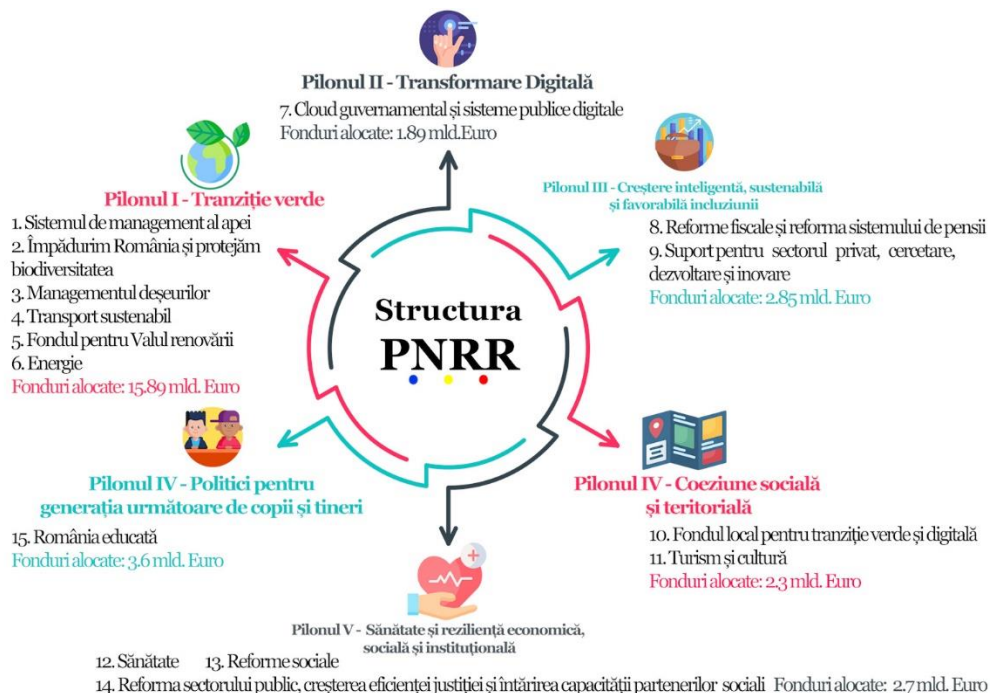 Pilonul II - Transformare Digitală
7. Cloud guvernamental și sisteme publice digitale
Fonduri alocate: 1.89 mld.Euro
Pilonul I - Tranziție verde
1. Sistemul de management al apei
2. Împădurim România și protejăm
biodiversitatea
3. Managementul deșeurilor
4. Transport sustenabil
5. Fondul pentru Valul renovării
6. Energie
Fonduri alocate: 15.89 mld. Euro
Pilonul III - Creștere inteligentă, sustenabilă
și favorabilă incluziunii
8. Reforme fiscale și reforma sistemului de pensii
9. Suport pentru sectorul privat, cercetare,
dezvoltare și inovare
Fonduri alocate: 2.85 mld. Euro
Structura
PNRR
Pilonul IV - Politici pentru
generația următoare de copii și tineri
15. România educată
Fonduri alocate: 3.6 mld. Euro
Pilonul IV - Coeziune socială
și teritorială
10. Fondul local pentru tranziție verde și digitală
11. Turism și cultură
Fonduri alocate: 2.3 mld. Euro
Pilonul V - Sănătate și reziliență economică,
socială și instituțională
12. Sănătate 13. Reforme sociale
14. Reforma sectorului public, creșterea eficienței justiției și întărirea capacității partenerilor sociali Fonduri alocate: 2.7 mld. Euro